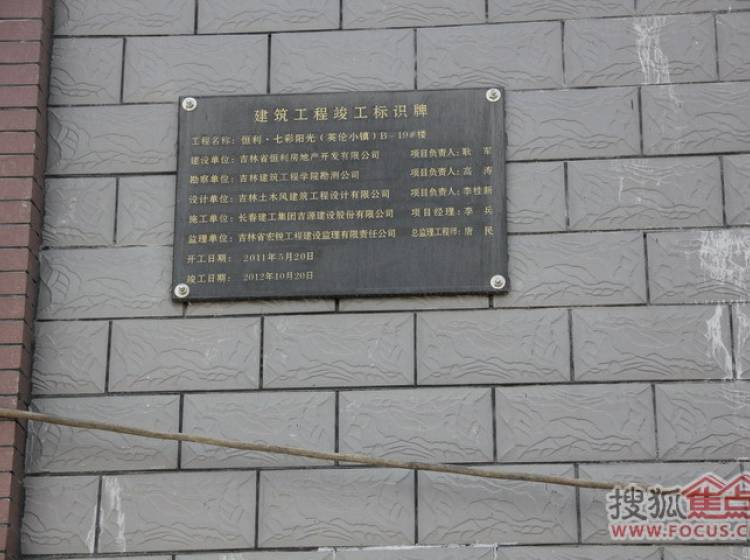 建筑工程竣工标识牌
工程名称：恒利·七彩阳光（英伦小镇）B-19#楼
建设单位：吉林省恒利房地产开发有限公司 项目负责人：耿 军
勘察单位：吉林建筑工程学院勘测公司 项目负责人：高 涛
设计单位：吉林土木风建筑工程设计有限公司 项目负责人：李桂新
施工单位：长春建工集团吉源建设股份有限公司 项目经理：李 兵
监理单位：吉林省宏锐工程建设监理有限责任公司 总监理工程师：唐 民
开工日期： 2011年5月20日
竣工日期： 2012年10月20日
搜狐焦点
WWW.FOCUS.C